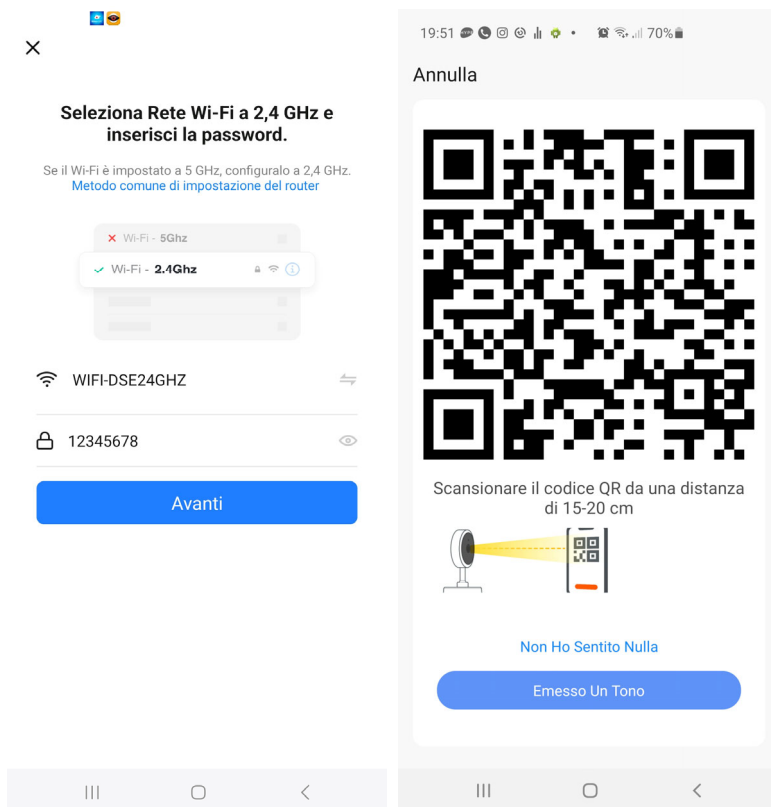 Seleziona Rete Wi-Fi a 2,4 GHz e
inserisci la password.
Se il Wi-Fi è impostato a 5 GHz, configuralo a 2,4 GHz.
Metodo comune di impostazione del router
Wi-Fi - 5Ghz
Wi-Fi - 2.4Ghz
WIFI-DSE24GHZ
12345678
Avanti
19:51
70%
Annulla
Scansionare il codice QR da una distanza
di 15-20 cm
Non Ho Sentito Nulla
Emesso Un Tono